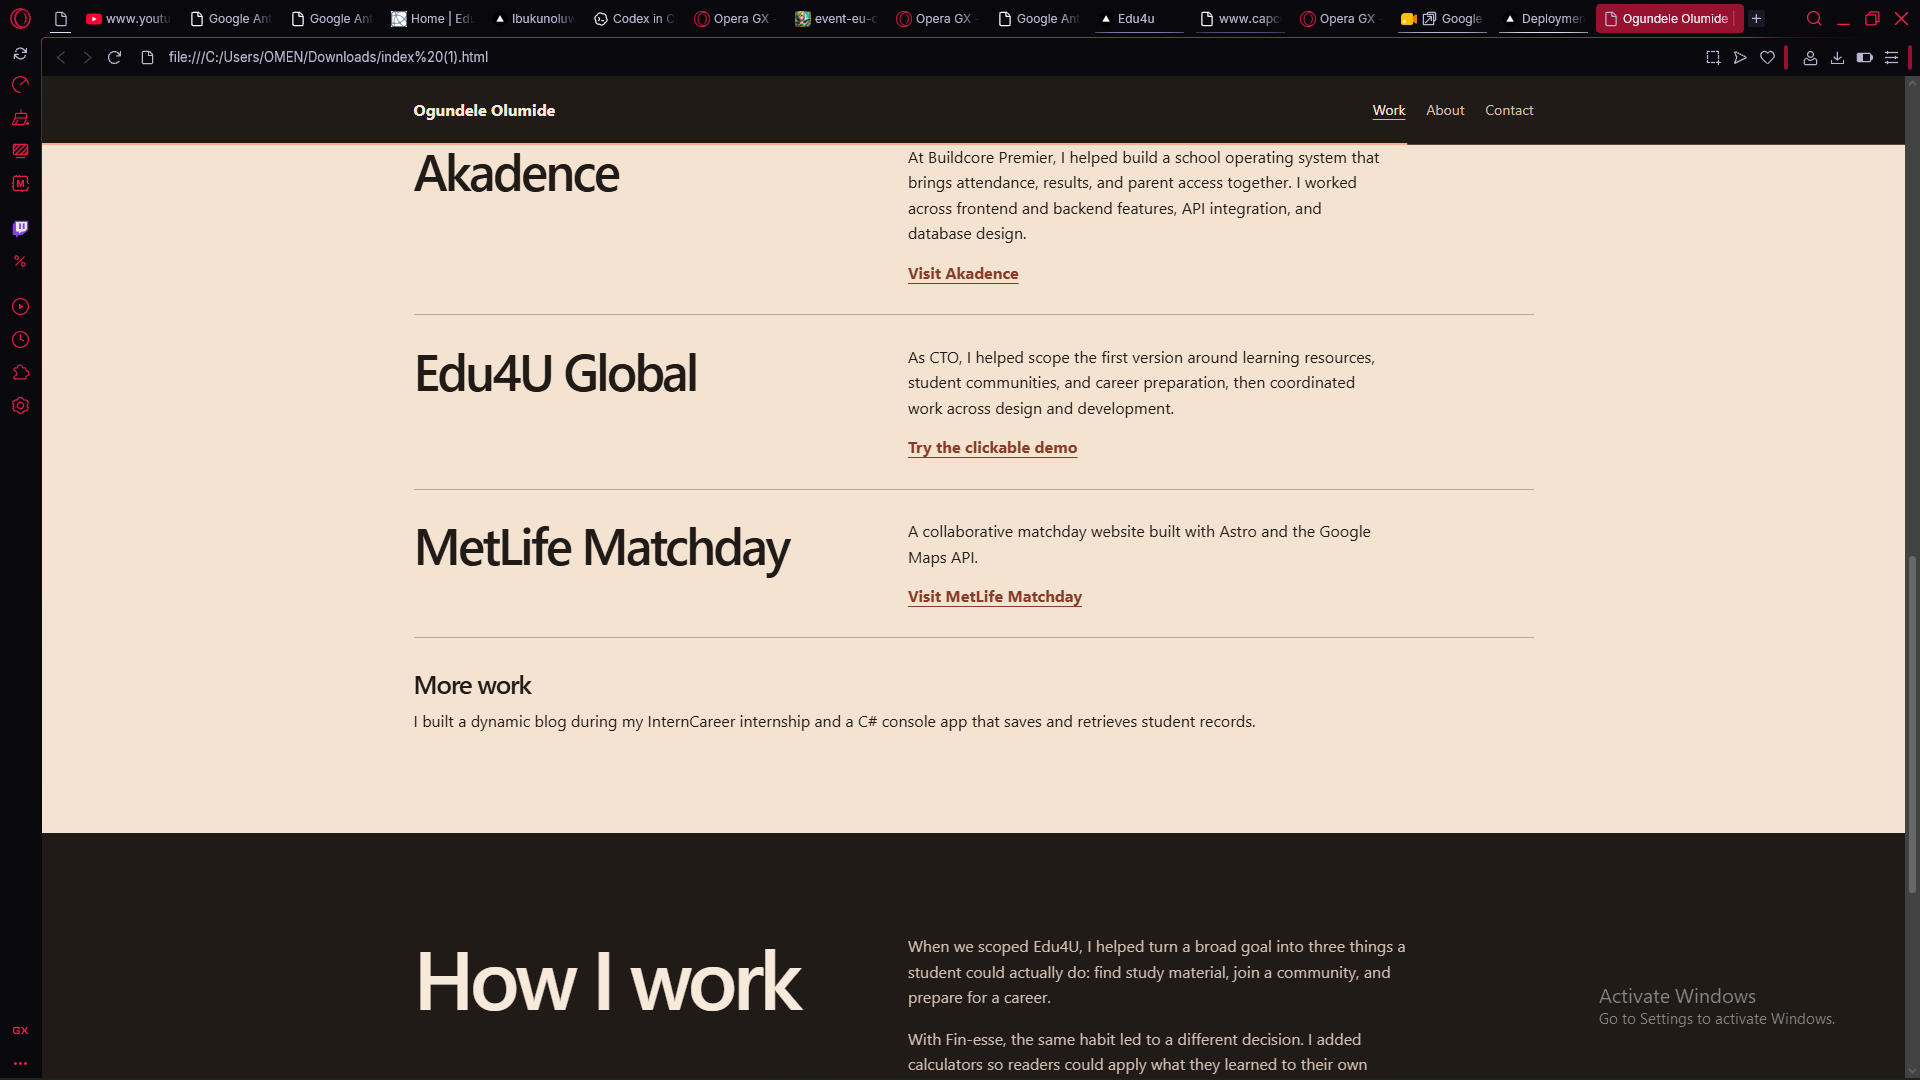 www.youtu
Google Ant
Google Ant
Home | Edu
Ibukunoluw
Codex in C
Opera GX -
event-eu-c
Opera GX -
Google Ant
Edu4u
www.capc
Opera GX -
Google
Deploymen
Ogundele Olumide |
file:///C:/Users/OMEN/Downloads/index%20(1).html
Ogundele Olumide
Work
About
Contact
Akadence
At Buildcore Premier, I helped build a school operating system that
brings attendance, results, and parent access together. I worked
across frontend and backend features, API integration, and
database design.
Visit Akadence
Edu4U Global
As CTO, I helped scope the first version around learning resources,
student communities, and career preparation, then coordinated
work across design and development.
Try the clickable demo
MetLife Matchday
A collaborative matchday website built with Astro and the Google
Maps API.
Visit MetLife Matchday
More work
I built a dynamic blog during my InternCareer internship and a C# console app that saves and retrieves student records.
How I work
When we scoped Edu4U, I helped turn a broad goal into three things a
student could actually do: find study material, join a community, and
prepare for a career.
With Fin-esse, the same habit led to a different decision. I added
calculators so readers could apply what they learned to their own
Activate Windows
Go to Settings to activate Windows.
GX